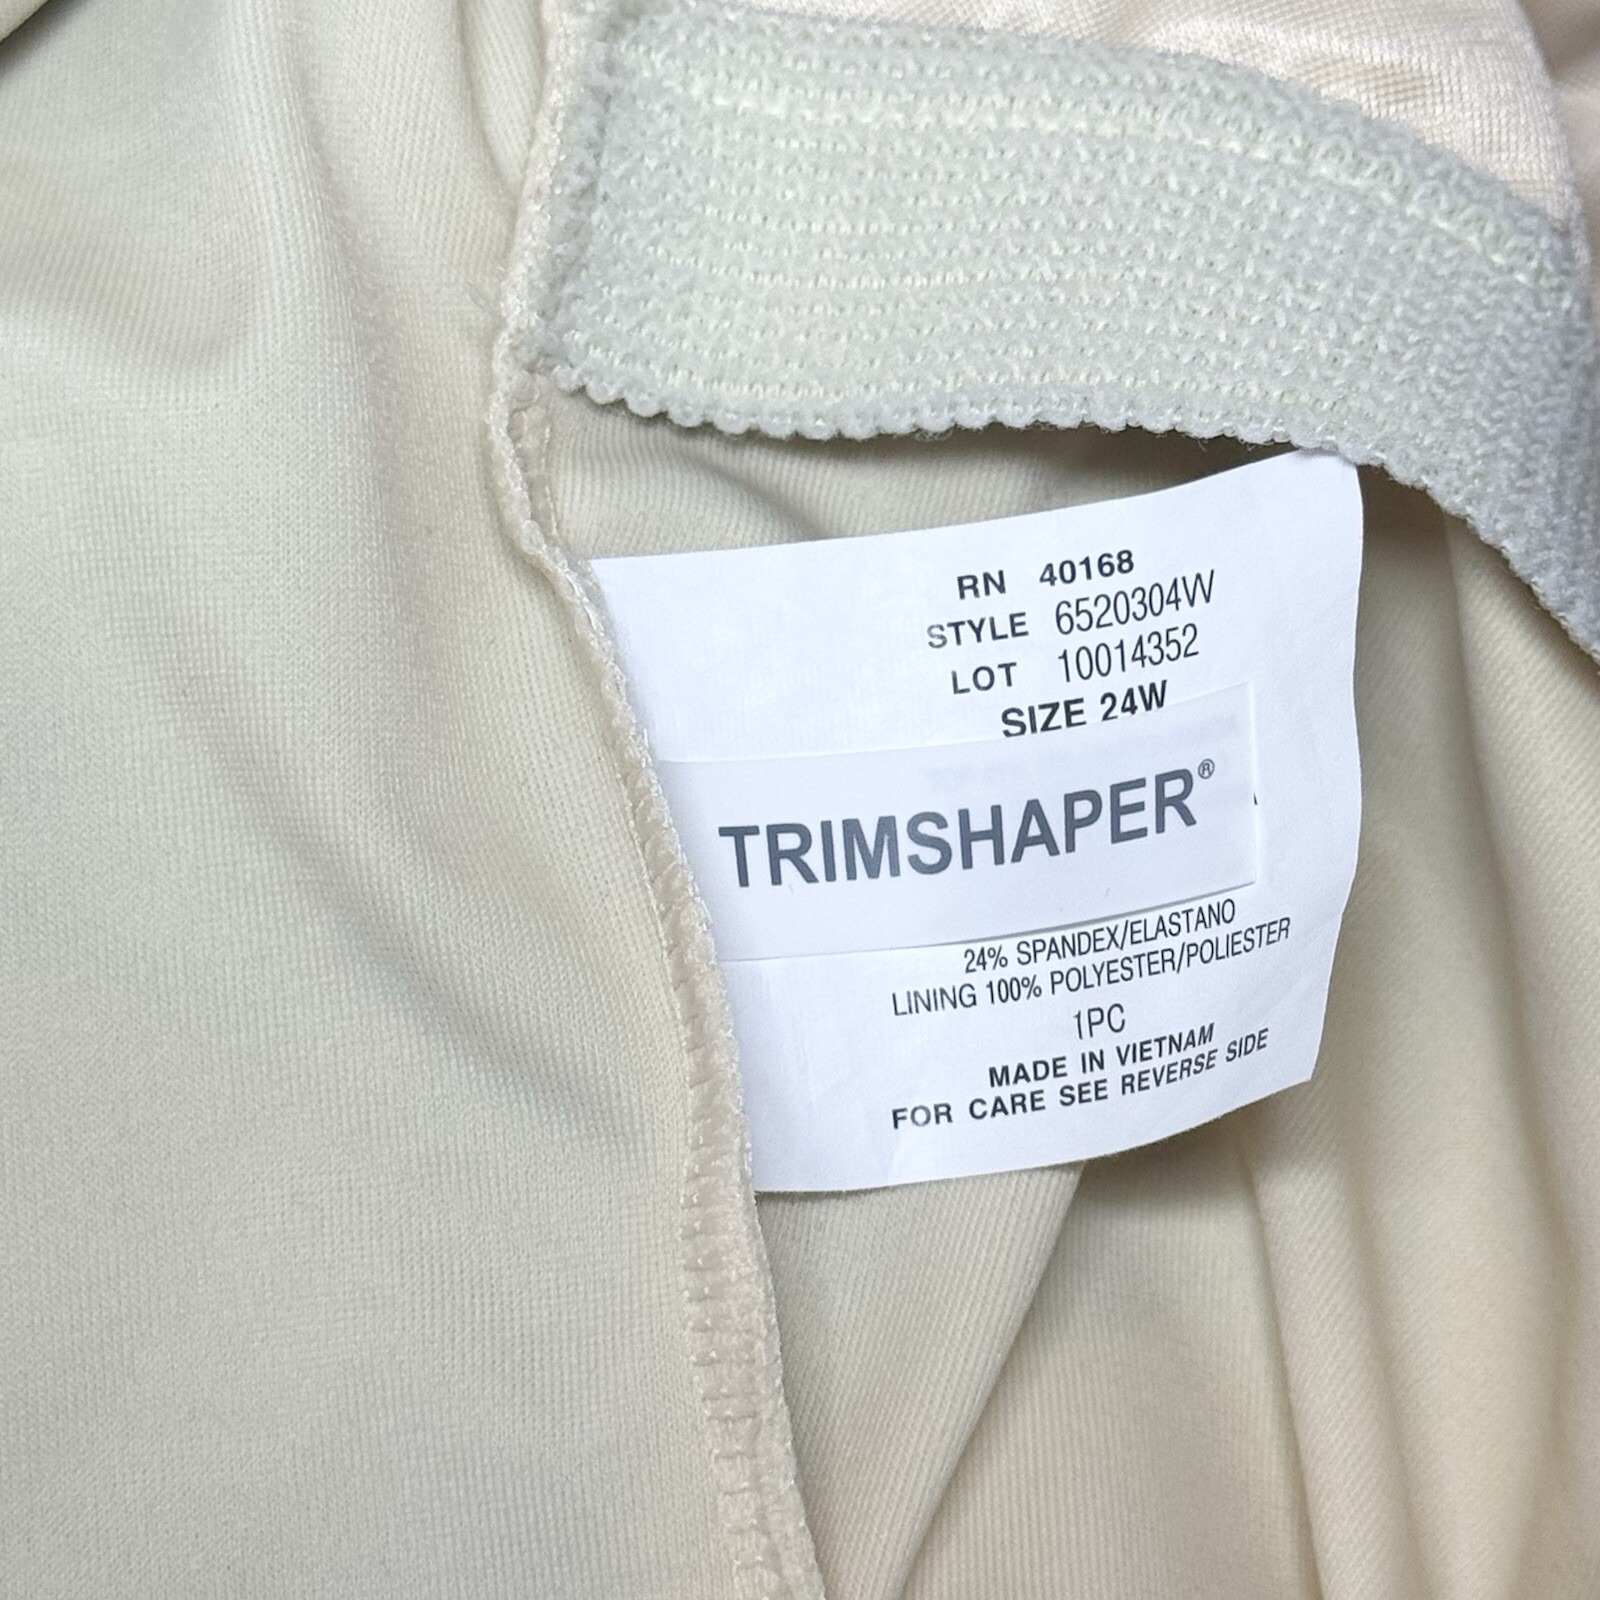 RN 40168
STYLE 6520304W
LOT 10014352
SIZE 24W
TRIMSHAPER®
24% SPANDEX/ELASTANO
LINING 100% POLYESTER/POLIESTER
1PC
MADE IN VIETNAM
FOR CARE SEE REVERSE SIDE